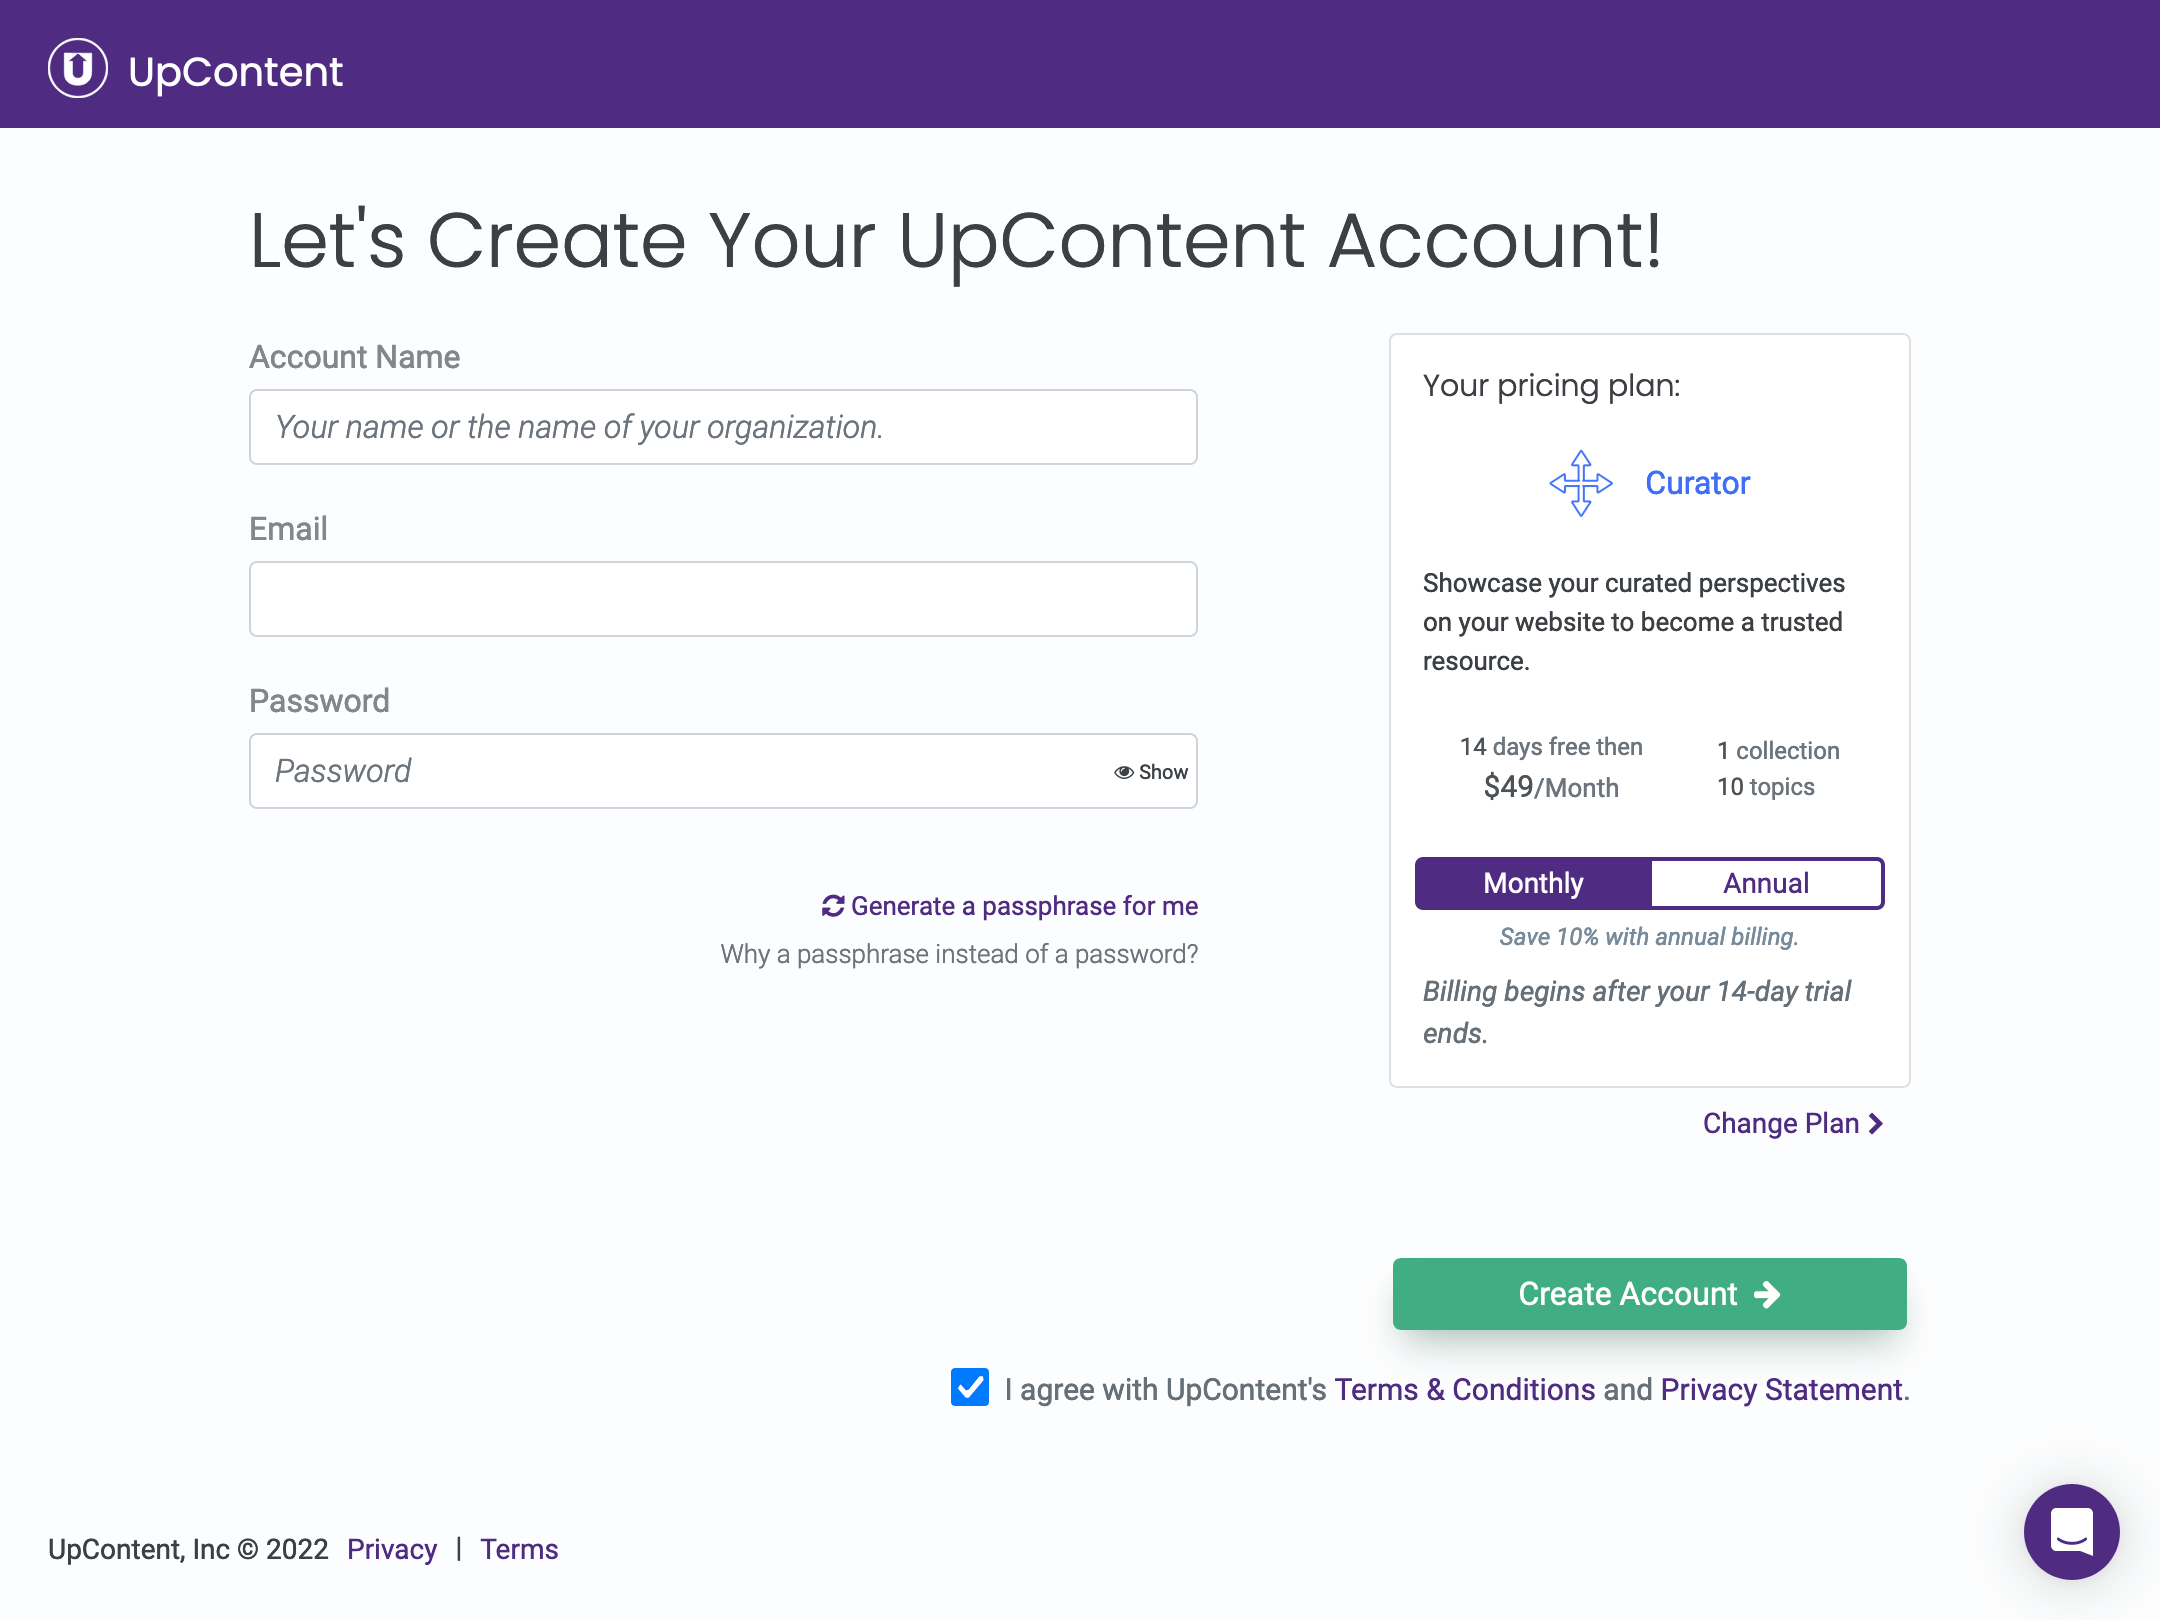 UpContent
Let's Create Your UpContent Account!
Account Name
Your name or the name of your organization.
Email
Password
Password
Show
Generate a passphrase for me
Why a passphrase instead of a password?
Your pricing plan:
Curator
Showcase your curated perspectives
on your website to become a trusted
resource.
14 days free then
$49/Month
1 collection
10 topics
Monthly
Annual
Save 10% with annual billing.
Billing begins after your 14-day trial
ends.
Change Plan
Create Account
I agree with UpContent's Terms & Conditions and Privacy Statement.
UpContent, Inc © 2022 Privacy | Terms